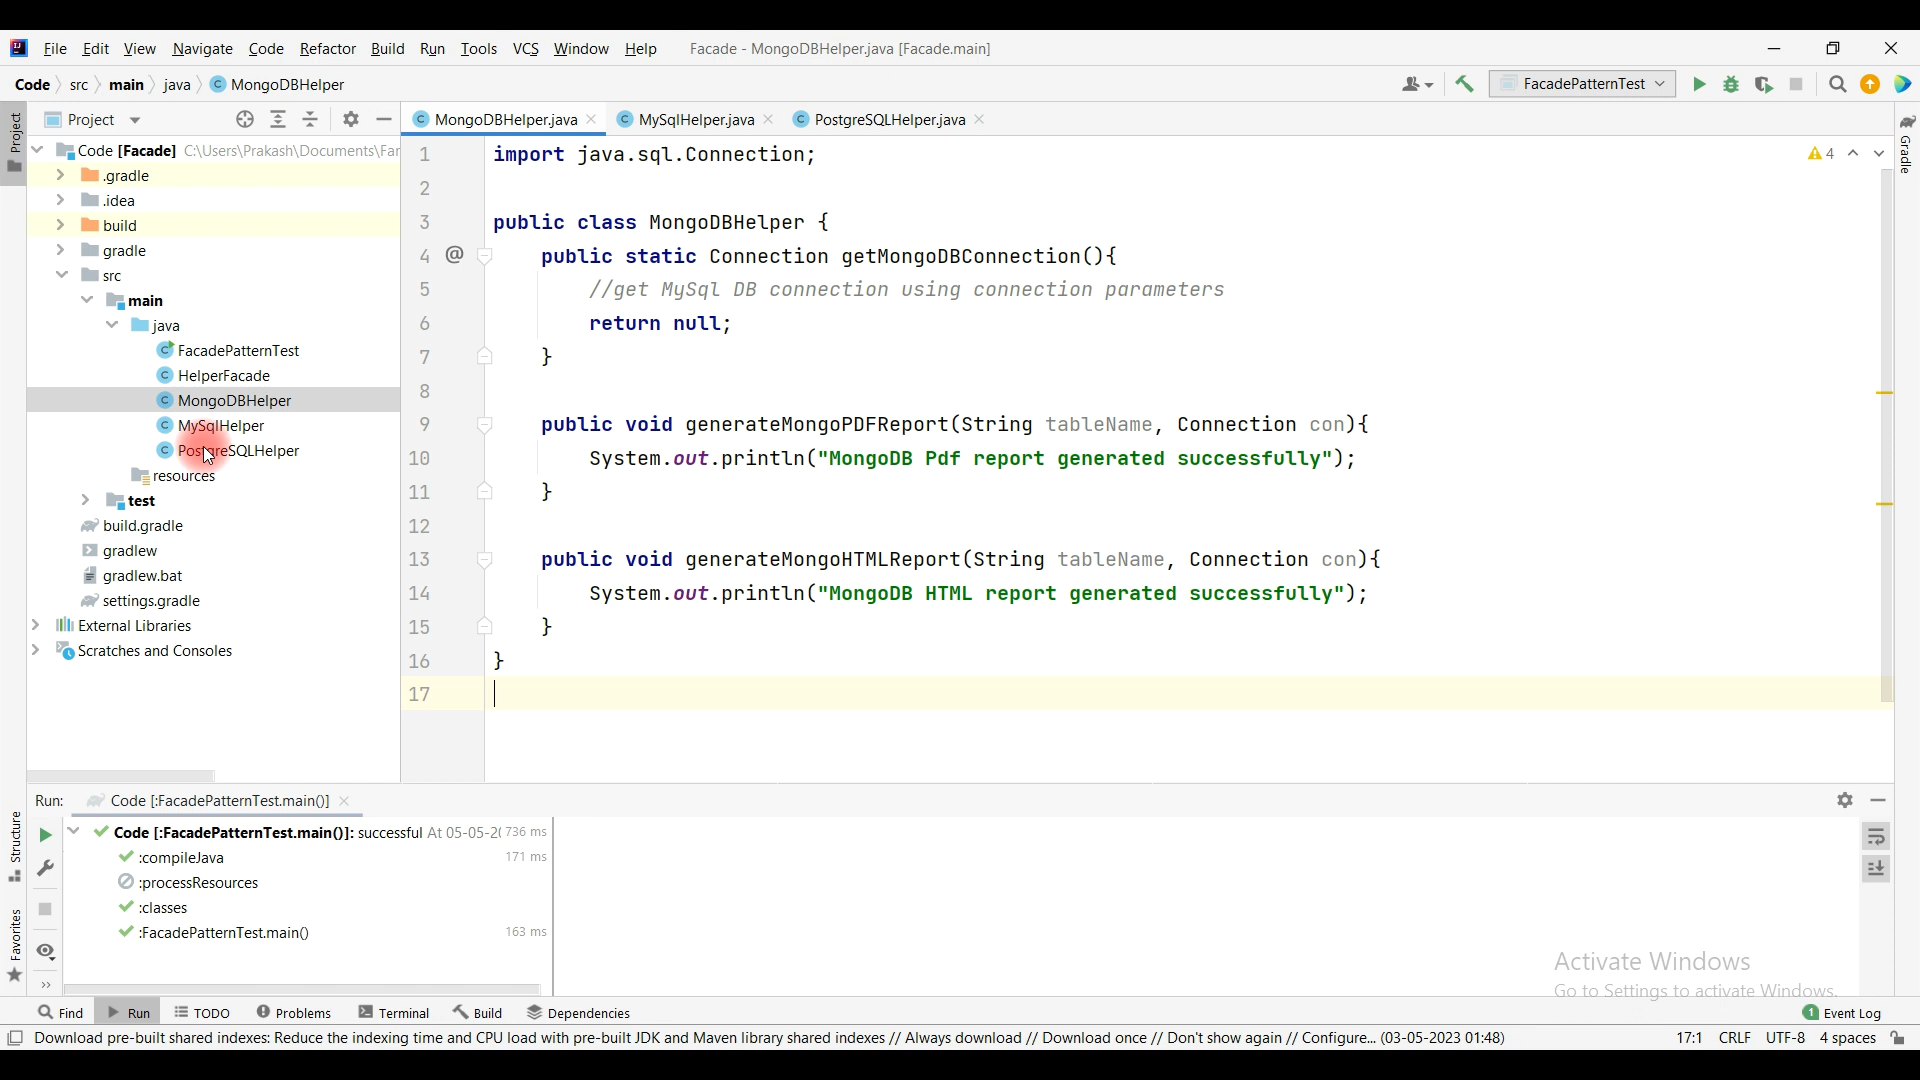 File Edit View Navigate Code Refactor Build Run Tools VCS Window Help Facade - MongoDBHelper.java [Facade.main]
Code src main java MongoDBHelper FacadePatternTest
Project
MongoDBHelper.java MySqlHelper.java PostgreSQLHelper.java
Project
Gradle
Code [Facade] C:\Users\Prakash\Documents\Far
.gradle
.idea
build
gradle
src
main
java
FacadePatternTest
HelperFacade
MongoDBHelper
MySqlHelper
PostgreSQLHelper
resources
test
build.gradle
gradlew
gradlew.bat
settings.gradle
External Libraries
Scratches and Consoles
4
1 import java.sql.Connection;
2
3 public class MongoDBHelper {
4 @ public static Connection getMongoDBConnection(){
5 //get MySql DB connection using connection parameters
6 return null;
7 }
8
9 public void generateMongoPDFReport(String tableName, Connection con){
10 System.out.println("MongoDB Pdf report generated successfully");
11 }
12
13 public void generateMongoHTMLReport(String tableName, Connection con){
14 System.out.println("MongoDB HTML report generated successfully");
15 }
16 }
17
Structure
Favorites
Run: Code [:FacadePatternTest.main()]
Code [:FacadePatternTest.main()]: successful At 05-05-2( 736 ms
:compileJava 171 ms
:processResources
:classes
:FacadePatternTest.main() 163 ms
Activate Windows
Go to Settings to activate Windows.
Find Run TODO Problems Terminal Build Dependencies 1 Event Log
Download pre-built shared indexes: Reduce the indexing time and CPU load with pre-built JDK and Maven library shared indexes // Always download // Download once // Don't show again // Configure... (03-05-2023 01:48) 17:1 CRLF UTF-8 4 spaces